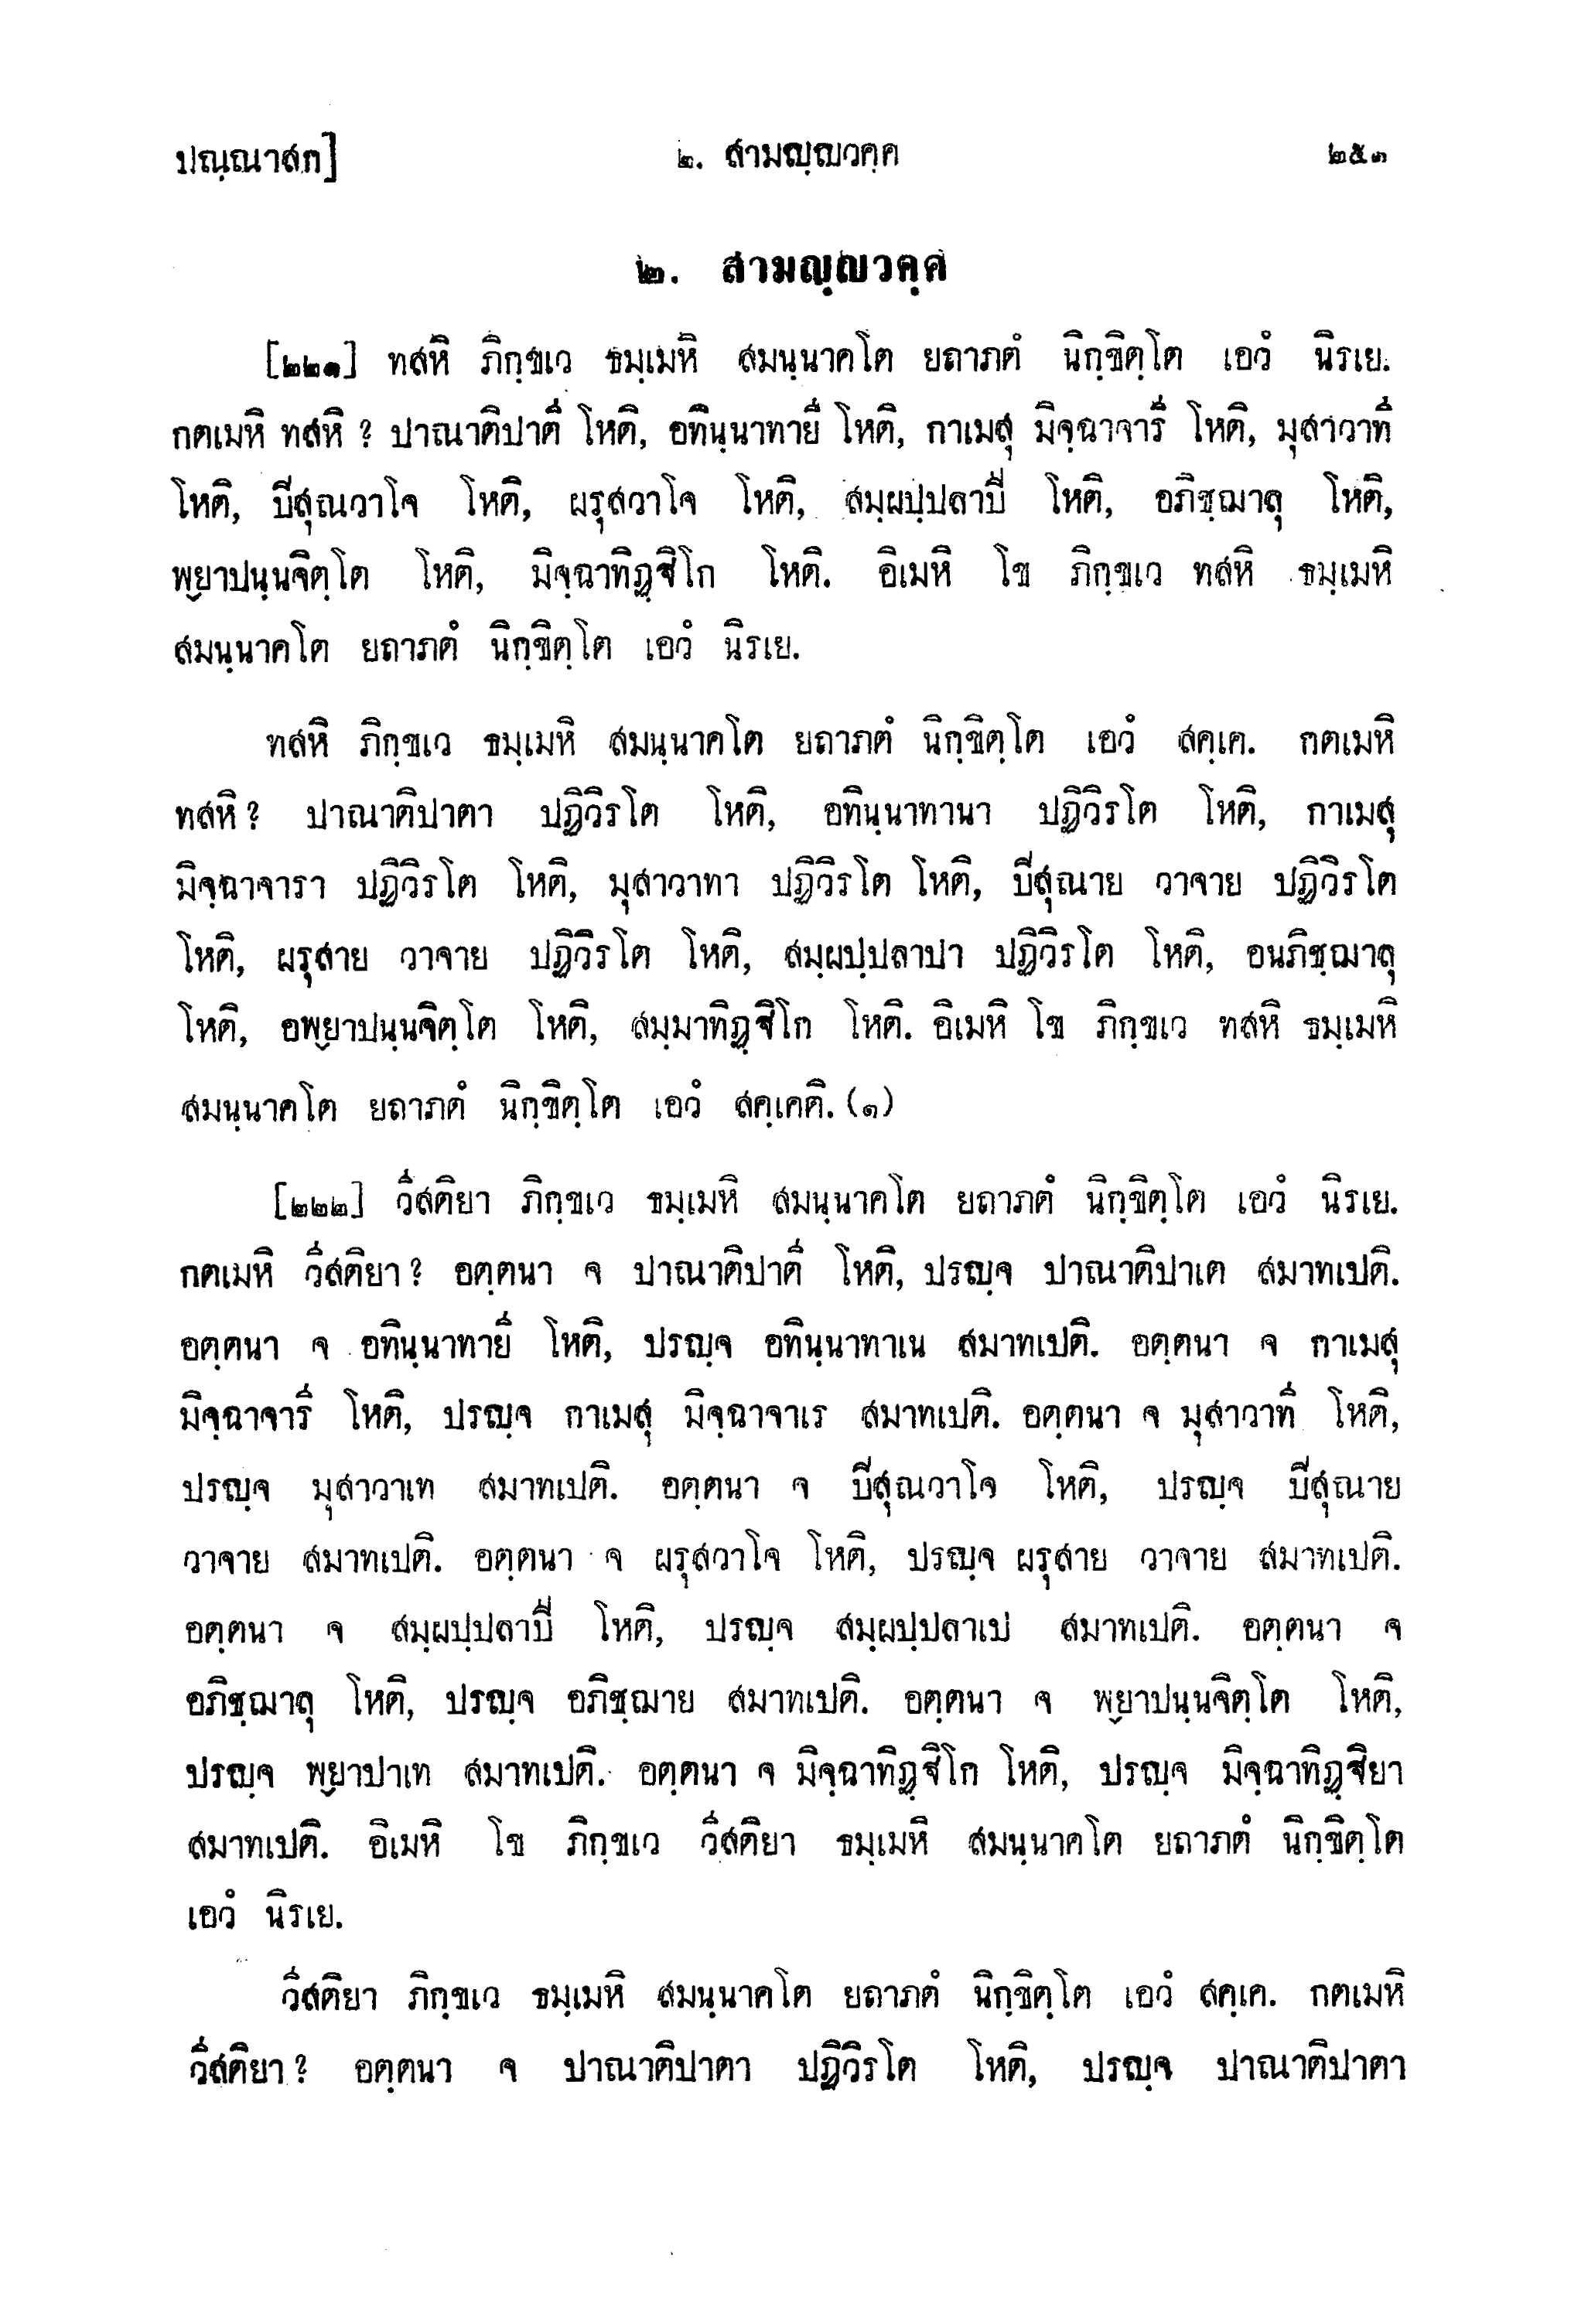 ปณฺณาสก] ๒. สามญฺญวคฺค ๒๕๓
๒. สามญฺญวคฺค
[๒๒๑] ทสหิ ภิกฺขเว ธมฺเมหิ สมนฺนาคโต ยถาภตํ นิกฺขิตฺโต เอวํ นิรเย.
กตเมหิ ทสหิ ? ปาณาติปาตี โหติ, อทินฺนาทายี โหติ, กาเมสุ มิจฺฉาจารี โหติ, มุสาวาที
โหติ, ปีสุณวาโจ โหติ, ผรุสวาโจ โหติ, สมฺผปฺปลาปี โหติ, อภิชฺฌาลุ โหติ,
พฺยาปนฺนจิตฺโต โหติ, มิจฺฉาทิฏฺฐิโก โหติ. อิเมหิ โข ภิกฺขเว ทสหิ ธมฺเมหิ
สมนฺนาคโต ยถาภตํ นิกฺขิตฺโต เอวํ นิรเย.
ทสหิ ภิกฺขเว ธมฺเมหิ สมนฺนาคโต ยถาภตํ นิกฺขิตฺโต เอวํ สคฺเค. กตเมหิ
ทสหิ ? ปาณาติปาตา ปฏิวิรโต โหติ, อทินฺนาทานา ปฏิวิรโต โหติ, กาเมสุ
มิจฺฉาจารา ปฏิวิรโต โหติ, มุสาวาทา ปฏิวิรโต โหติ, ปีสุณาย วาจาย ปฏิวิรโต
โหติ, ผรุสาย วาจาย ปฏิวิรโต โหติ, สมฺผปฺปลาปา ปฏิวิรโต โหติ, อนภิชฺฌาลุ
โหติ, อพฺยาปนฺนจิตฺโต โหติ, สมฺมาทิฏฺฐิโก โหติ. อิเมหิ โข ภิกฺขเว ทสหิ ธมฺเมหิ
สมนฺนาคโต ยถาภตํ นิกฺขิตฺโต เอวํ สคฺเคติ. (๑)
[๒๒๒] วีสติยา ภิกฺขเว ธมฺเมหิ สมนฺนาคโต ยถาภตํ นิกฺขิตฺโต เอวํ นิรเย.
กตเมหิ วีสติยา ? อตฺตนา จ ปาณาติปาตี โหติ, ปรญฺจ ปาณาติปาเต สมาทเปติ.
อตฺตนา จ อทินฺนาทายี โหติ, ปรญฺจ อทินฺนาทาเน สมาทเปติ. อตฺตนา จ กาเมสุ
มิจฺฉาจารี โหติ, ปรญฺจ กาเมสุ มิจฺฉาจาเร สมาทเปติ. อตฺตนา จ มุสาวาที โหติ,
ปรญฺจ มุสาวาเท สมาทเปติ. อตฺตนา จ ปีสุณวาโจ โหติ, ปรญฺจ ปีสุณาย
วาจาย สมาทเปติ. อตฺตนา จ ผรุสวาโจ โหติ, ปรญฺจ ผรุสาย วาจาย สมาทเปติ.
อตฺตนา จ สมฺผปฺปลาปี โหติ, ปรญฺจ สมฺผปฺปลาเป สมาทเปติ. อตฺตนา จ
อภิชฺฌาลุ โหติ, ปรญฺจ อภิชฺฌาย สมาทเปติ. อตฺตนา จ พฺยาปนฺนจิตฺโต โหติ,
ปรญฺจ พฺยาปาเท สมาทเปติ. อตฺตนา จ มิจฺฉาทิฏฺฐิโก โหติ, ปรญฺจ มิจฺฉาทิฏฺฐิยา
สมาทเปติ. อิเมหิ โข ภิกฺขเว วีสติยา ธมฺเมหิ สมนฺนาคโต ยถาภตํ นิกฺขิตฺโต
เอวํ นิรเย.
วีสติยา ภิกฺขเว ธมฺเมหิ สมนฺนาคโต ยถาภตํ นิกฺขิตฺโต เอวํ สคฺเค. กตเมหิ
วีสติยา ? อตฺตนา จ ปาณาติปาตา ปฏิวิรโต โหติ, ปรญฺจ ปาณาติปาตา